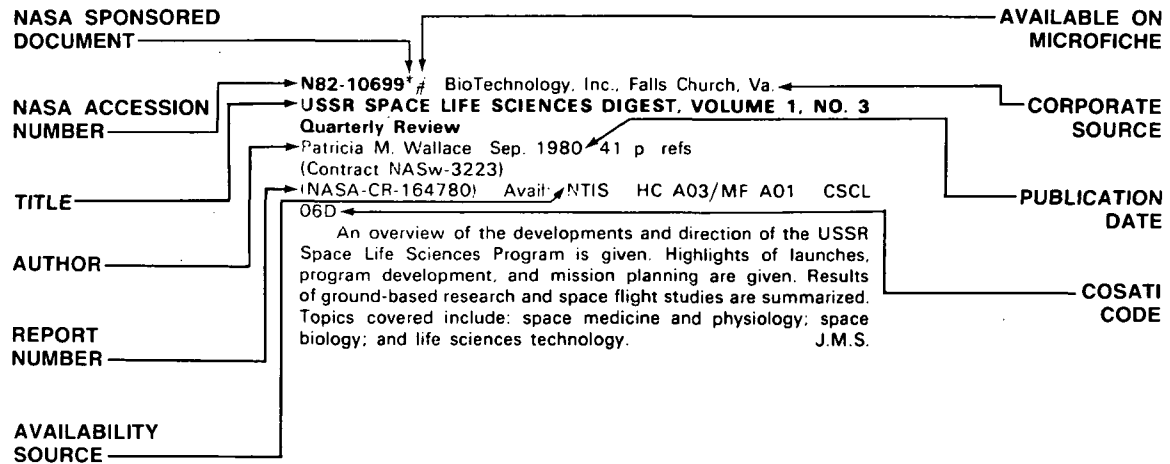 NASA SPONSORED
DOCUMENT
NASA ACCESSION
NUMBER
TITLE
AUTHOR
REPORT
NUMBER
AVAILABILITY
SOURCE
N82-10699*# BioTechnology, Inc., Falls Church, Va.
USSR SPACE LIFE SCIENCES DIGEST, VOLUME 1, NO. 3
Quarterly Review
Patricia M. Wallace Sep. 1980 41 p refs
(Contract NASw-3223)
(NASA-CR-164780) Avail: NTIS HC A03/MF A01 CSCL
06D
An overview of the developments and direction of the USSR
Space Life Sciences Program is given. Highlights of launches,
program development, and mission planning are given. Results
of ground-based research and space flight studies are summarized.
Topics covered include: space medicine and physiology; space
biology; and life sciences technology. J.M.S.
AVAILABLE ON
MICROFICHE
CORPORATE
SOURCE
PUBLICATION
DATE
COSATI
CODE